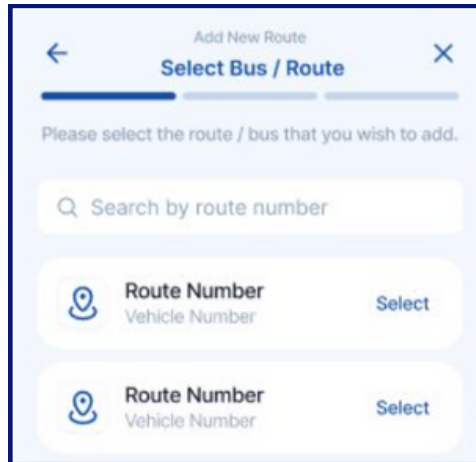 Add New Route
Select Bus / Route
Please select the route / bus that you wish to add.
Search by route number
Route Number
Vehicle Number
Select
Route Number
Vehicle Number
Select